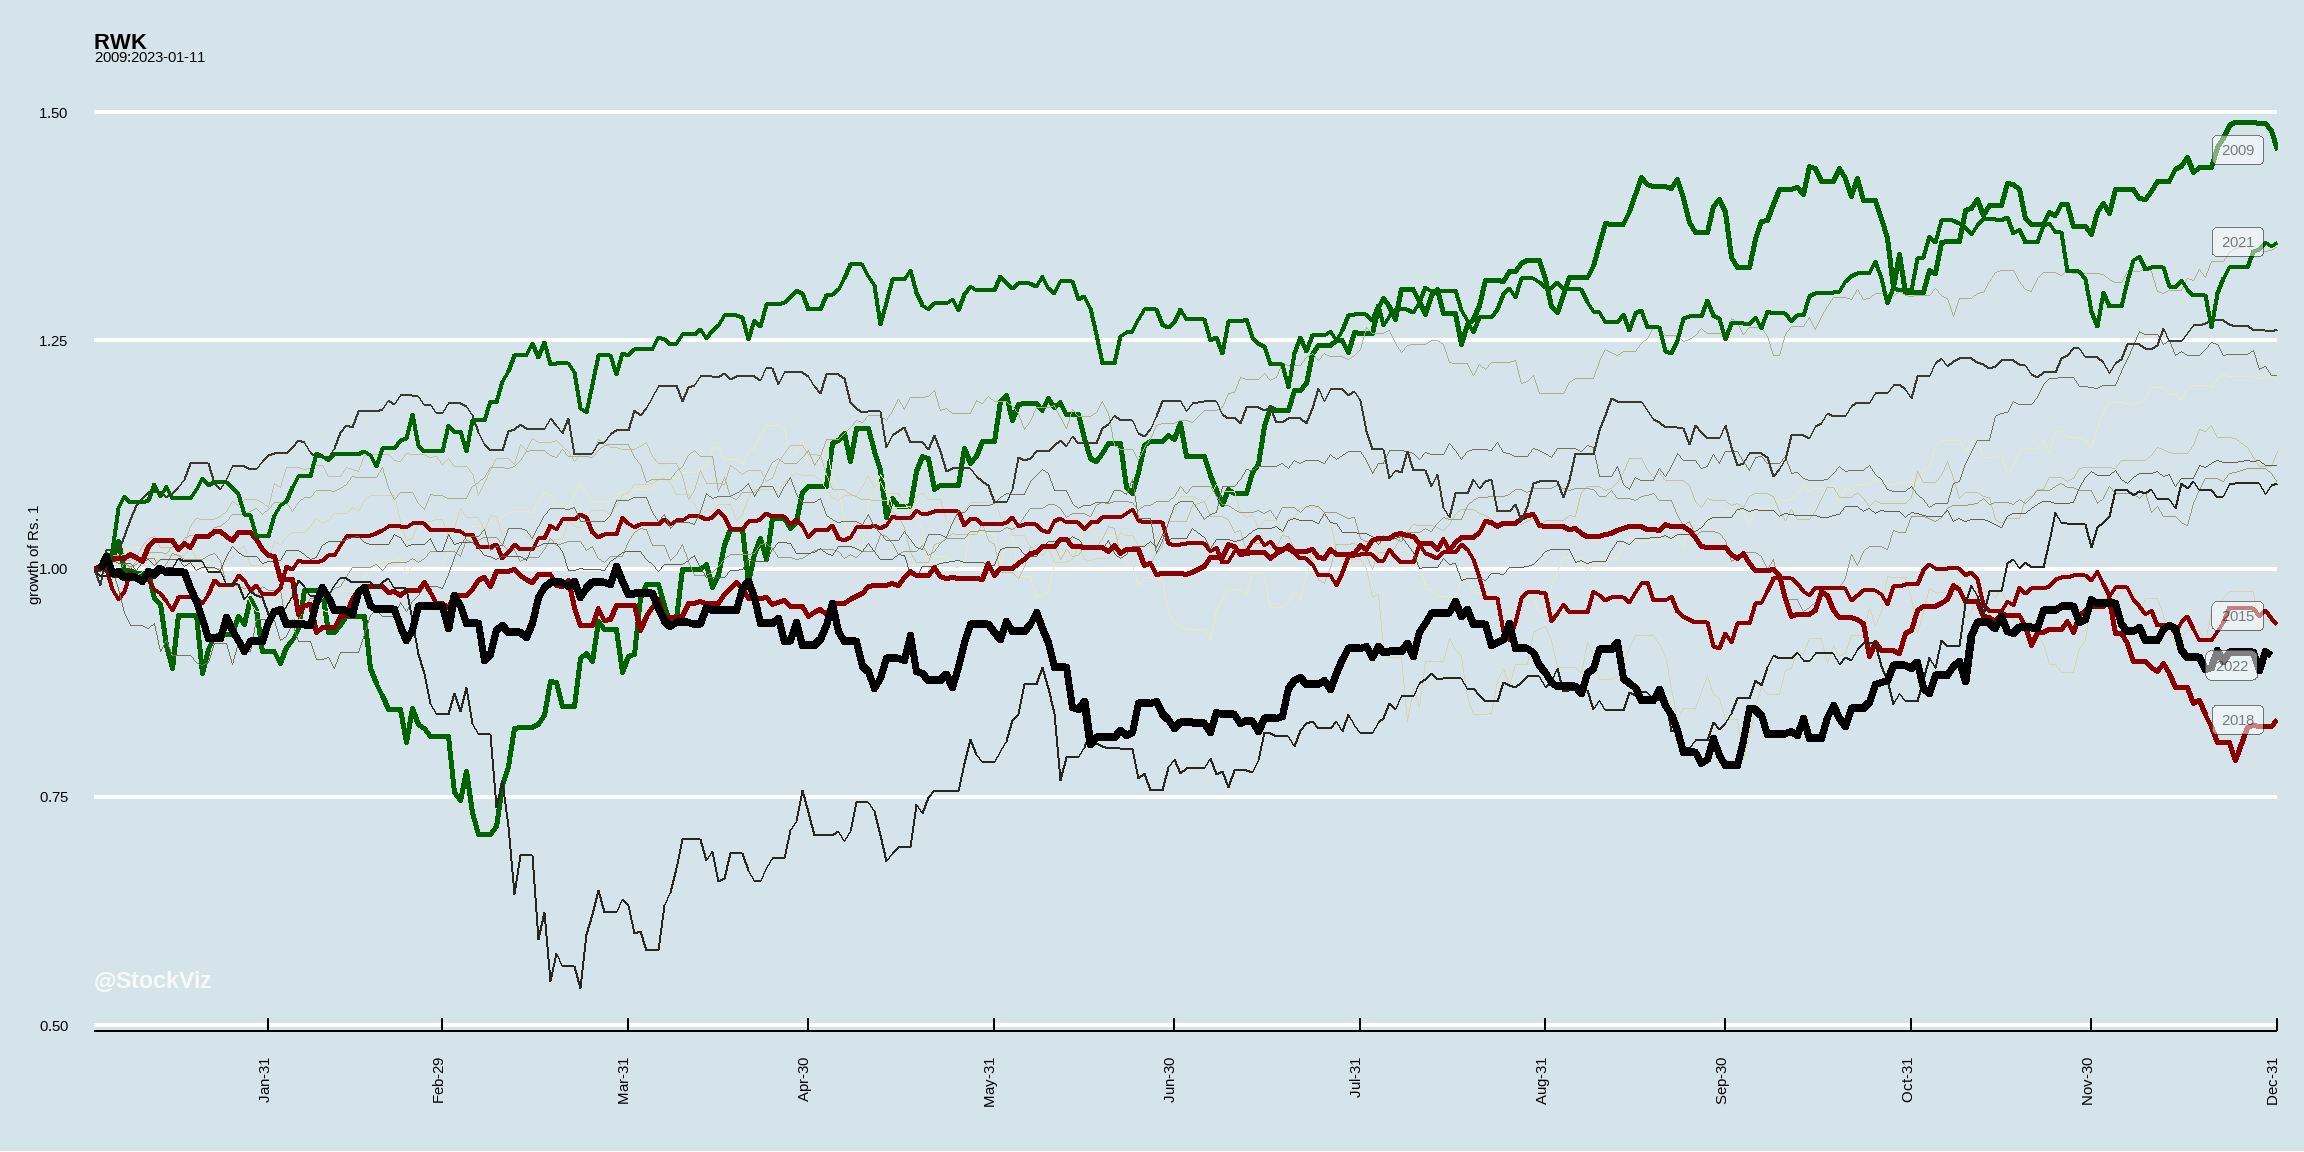 RWK
2009:2023-01-11
growth of Rs. 1
1.50
1.25
1.00
0.75
0.50
2009
2021
2015
2022
2018
@StockViz
Jan-31
Feb-29
Mar-31
Apr-30
May-31
Jun-30
Jul-31
Aug-31
Sep-30
Oct-31
Nov-30
Dec-31